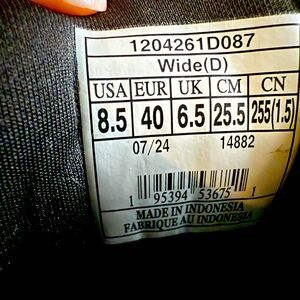 1204261D087
Wide(D)
USA EUR UK CM CN
8.5 40 6.5 25.5 255(1.5)
07/24 14882
1 95394 53675 1
MADE IN INDONESIA
FABRIQUE AU INDONESIA